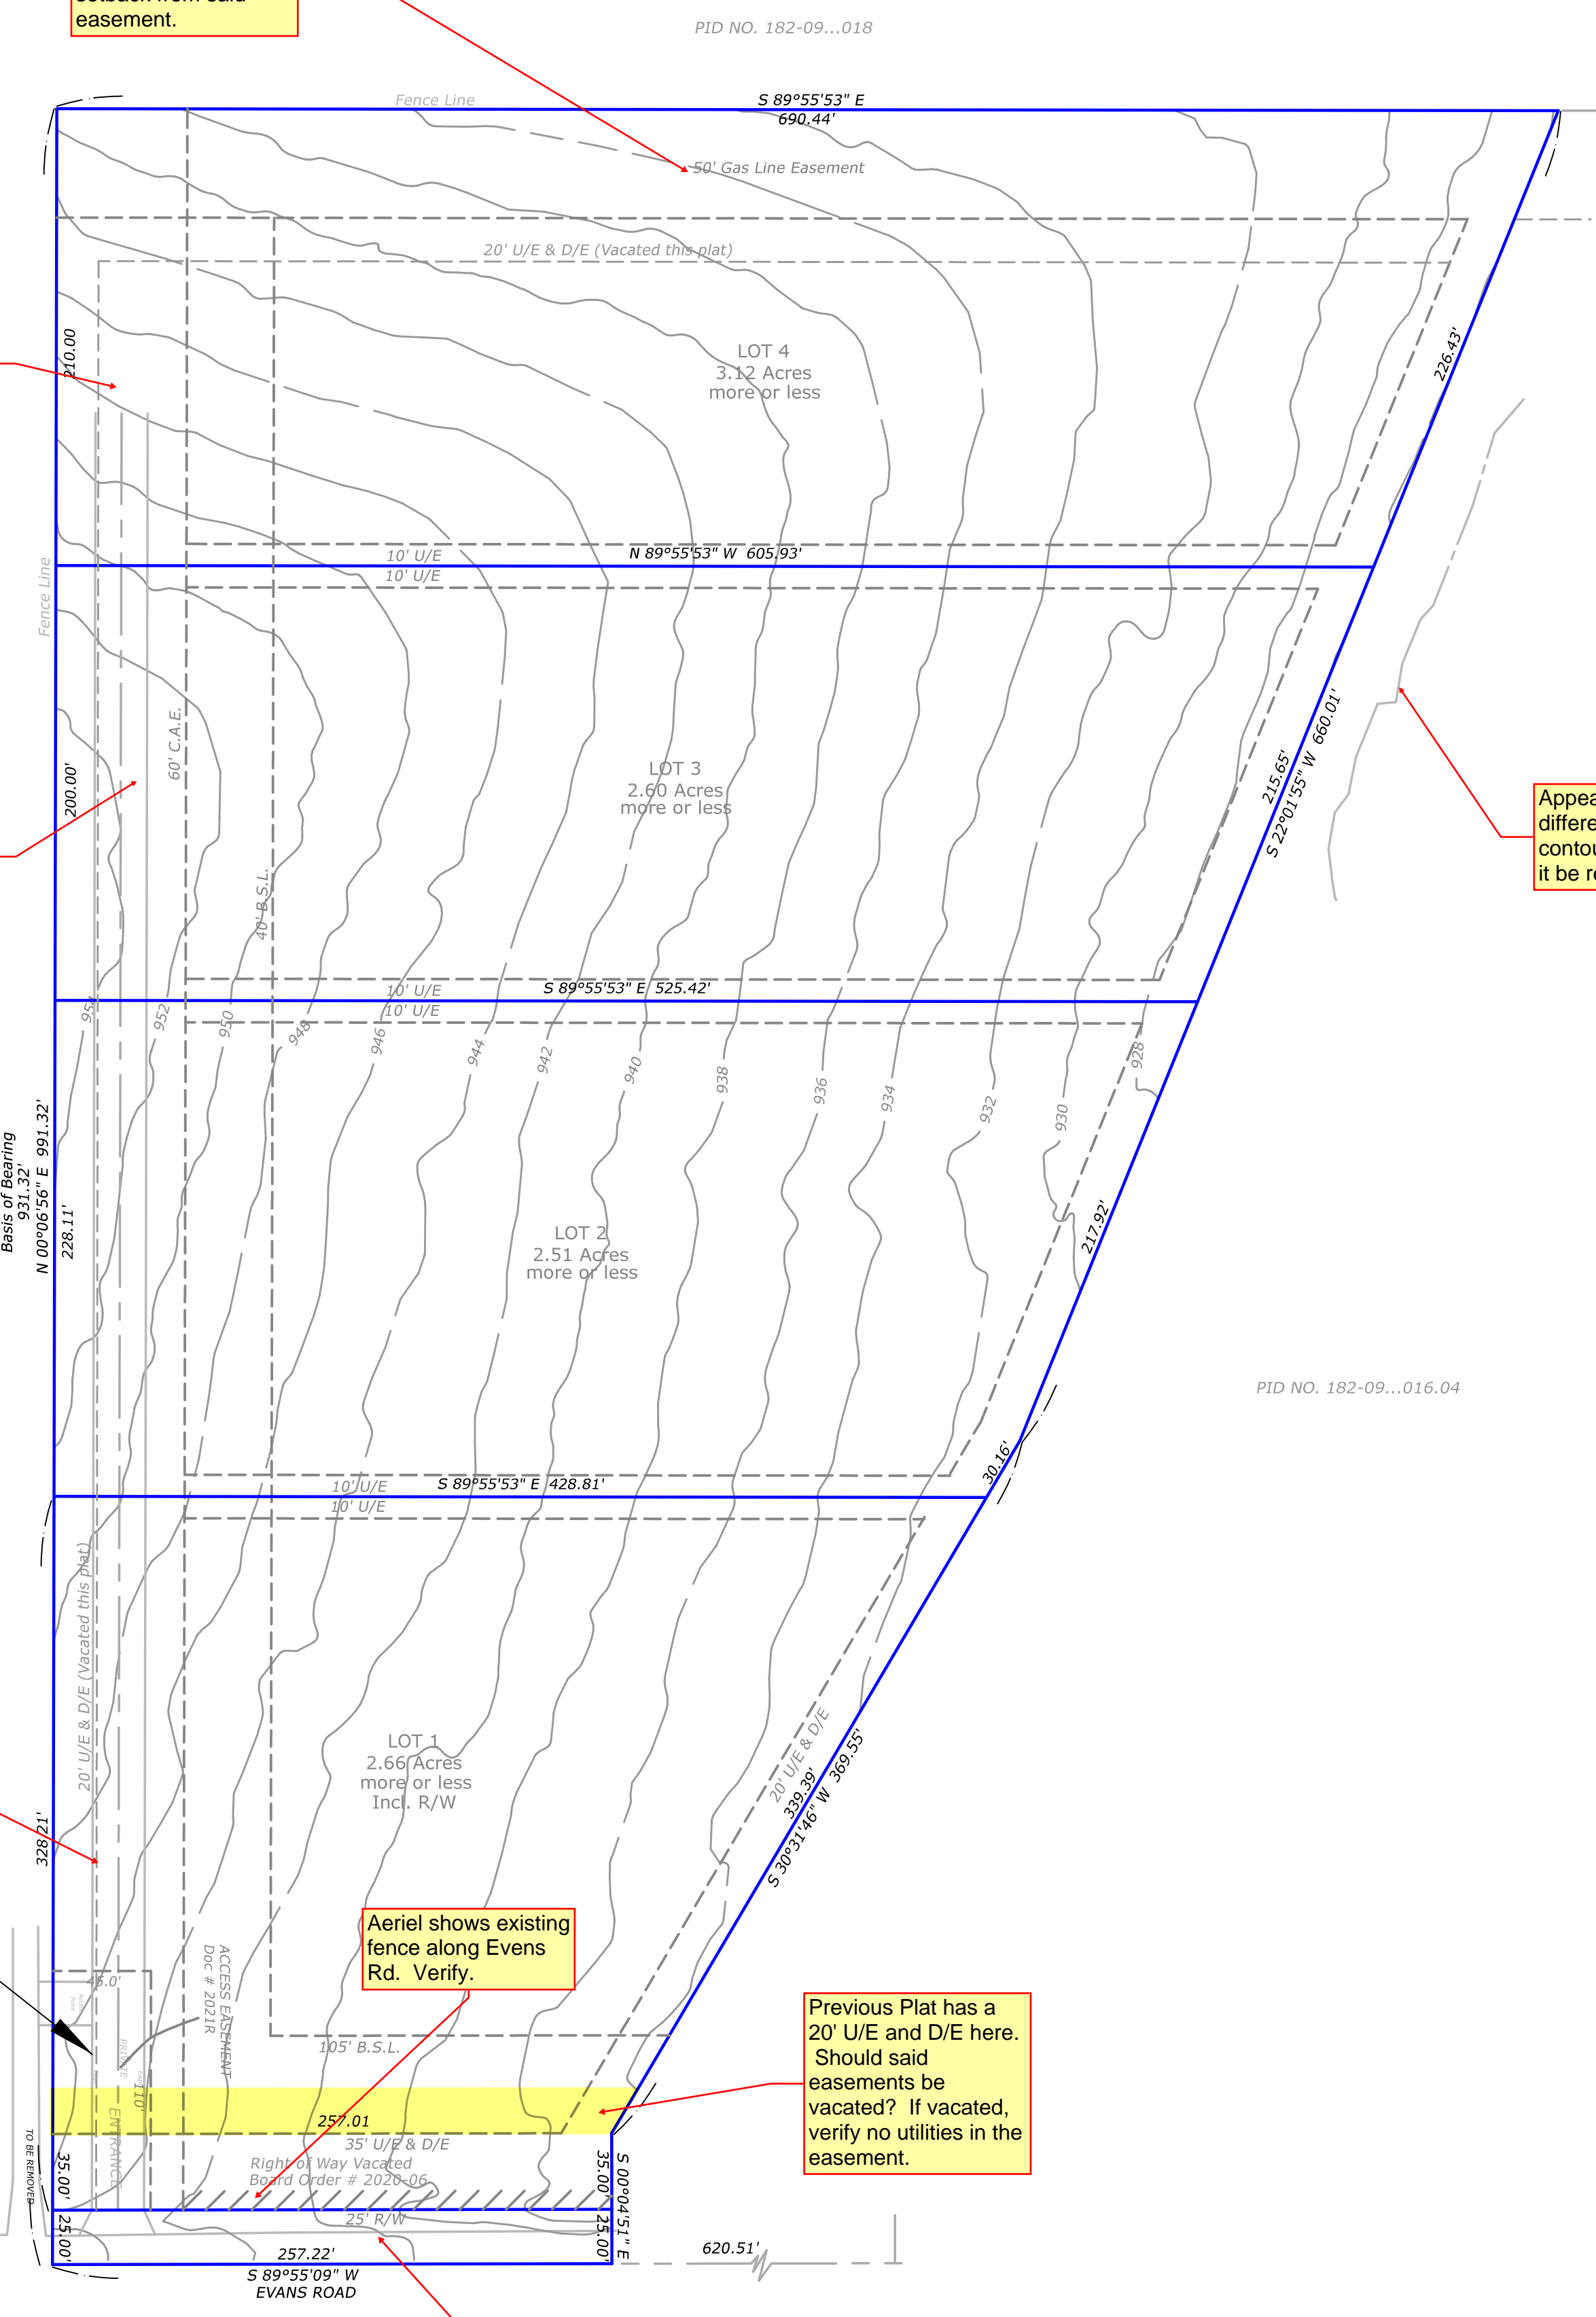 easement.
PID NO. 182-09...018
Fence Line
S 89°55'53" E
690.44'
50' Gas Line Easement
20' U/E & D/E (Vacated this plat)
210.00
226.43'
LOT 4
3.12 Acres
more or less
10' U/E
N 89°55'53" W 605.93'
10' U/E
Fence Line
60' C.A.E.
200.00'
40' B.S.L.
LOT 3
2.60 Acres
more or less
215.65'
S 22°01'55" W 660.01'
Appea
differe
contou
it be re
10' U/E
S 89°55'53" E 525.42'
10' U/E
954
952
950
948
946
944
942
940
938
936
934
932
930
928
Basis of Bearing
931.32'
N 00°06'56" E 991.32'
228.11'
217.92'
LOT 2
2.51 Acres
more or less
PID NO. 182-09...016.04
30.16'
10' U/E
S 89°55'53" E 428.81'
10' U/E
20' U/E & D/E (Vacated this plat)
LOT 1
2.66 Acres
more or less
Incl. R/W
20' U/E & D/E
339.39'
S 30°31'46" W 369.55'
328.21'
Aeriel shows existing
fence along Evens
Rd.  Verify.
45.0'
ACCESS EASEMENT
Doc # 2021R
PRIVATE
110'
ENTRANCE
105' B.S.L.
Previous Plat has a
20' U/E and D/E here.
Should said
easements be
vacated?  If vacated,
verify no utilities in the
easement.
257.01
35' U/E & D/E
Right of Way Vacated
Board Order # 2020-06
TO BE REMOVED
35.00'
35.00'
S 00°04'51" E
25' R/W
25.00'
25.00'
257.22'
620.51'
S 89°55'09" W
EVANS ROAD